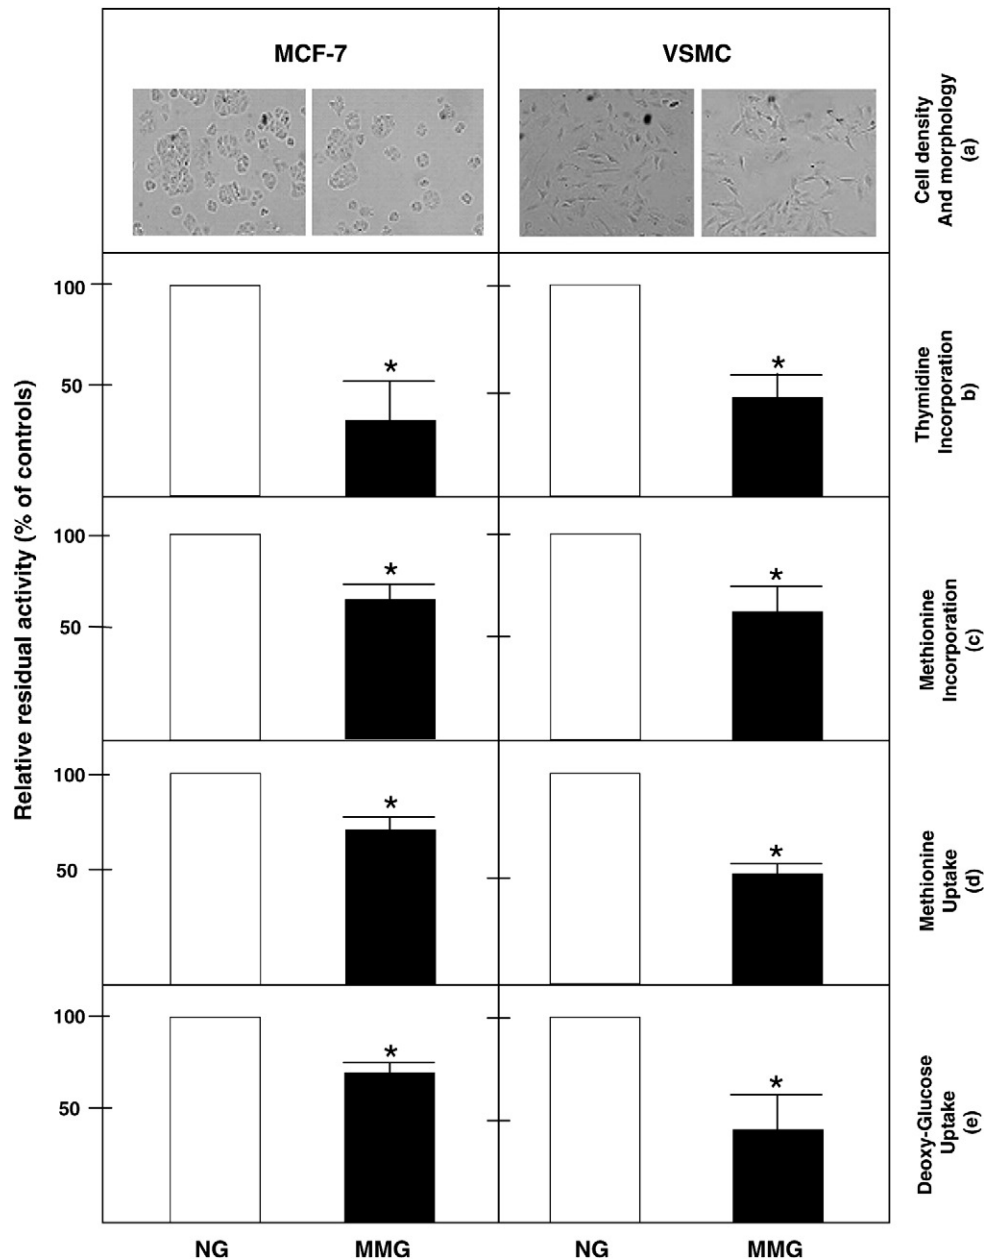 MCF-7
VSMC
Cell density
And morphology
(a)
100
*
*
50
Thymidine
Incorporation
b)
Relative residual activity (% of controls)
100
*
*
50
Methionine
Incorporation
(c)
100
*
*
50
Methionine
Uptake
(d)
100
*
*
50
Deoxy-Glucose
Uptake
(e)
NG
MMG
NG
MMG